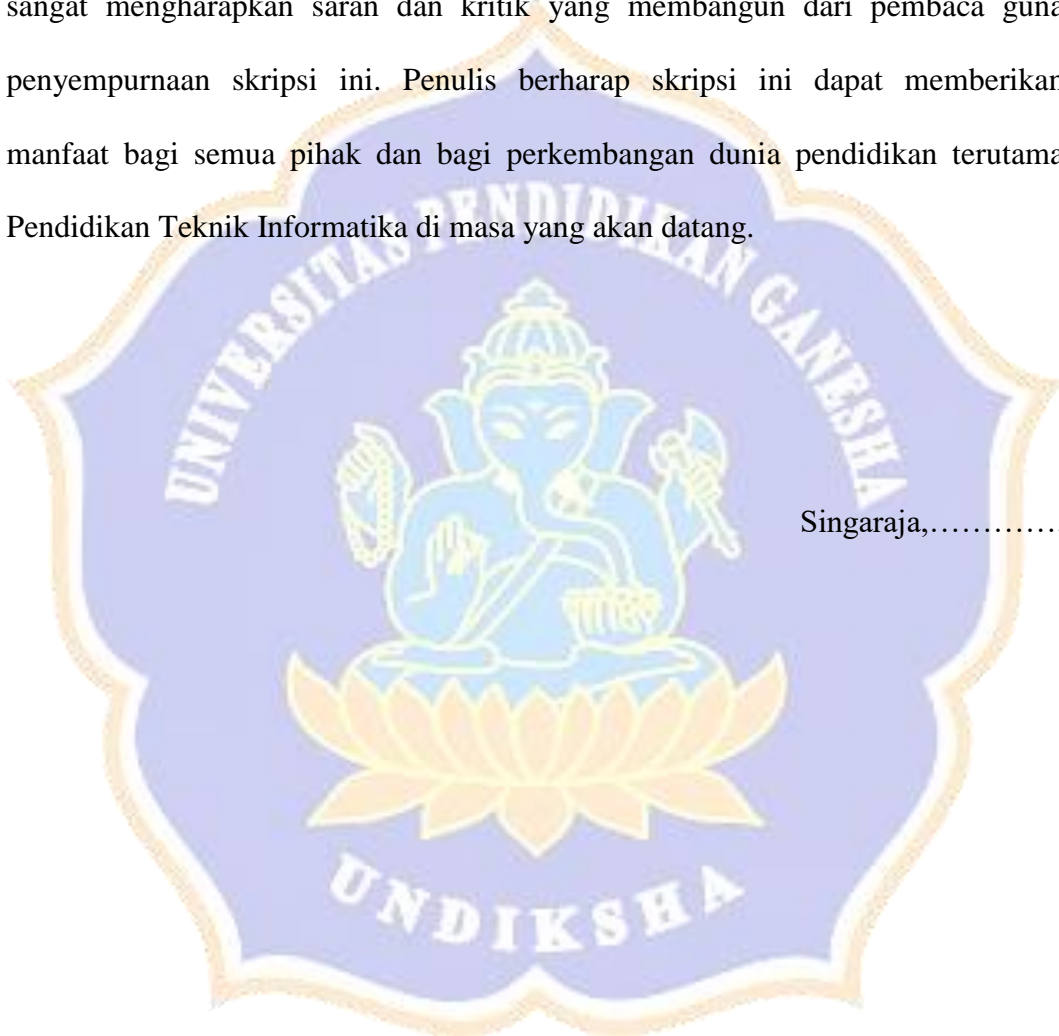 sangat mengharapkan saran dan kritik yang membangun dari pembaca guna
penyempurnaan skripsi ini. Penulis berharap skripsi ini dapat memberikan
manfaat bagi semua pihak dan bagi perkembangan dunia pendidikan terutama
Pendidikan Teknik Informatika di masa yang akan datang.
UNIVERSITAS PENDIDIKAN GANESHA
Singaraja,.............
UNDIKSHA